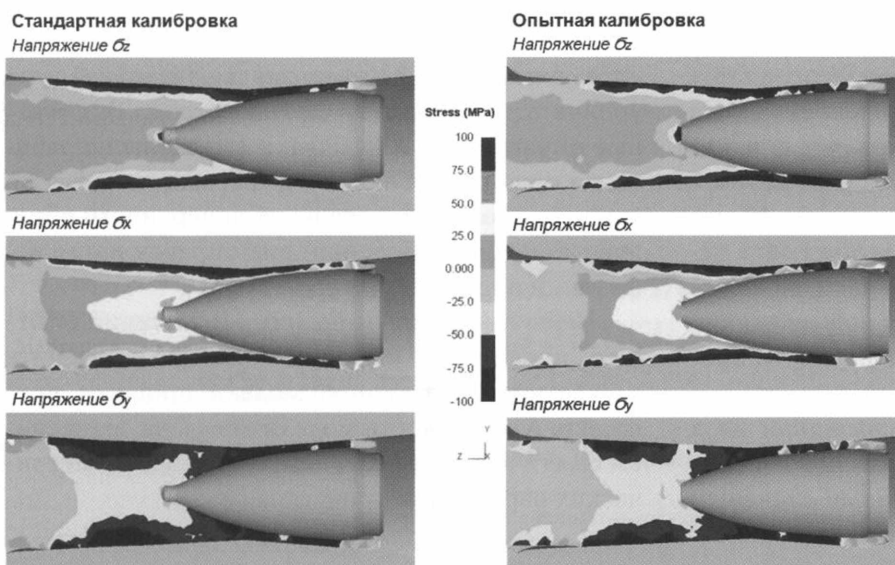 Стандартная калибровка
Напряжение σz
Напряжение σx
Напряжение σy
Stress (MPa)
100
75.0
50.0
25.0
0.000
-25.0
-50.0
-75.0
-100
Y
Z X
Опытная калибровка
Напряжение σz
Напряжение σx
Напряжение σy